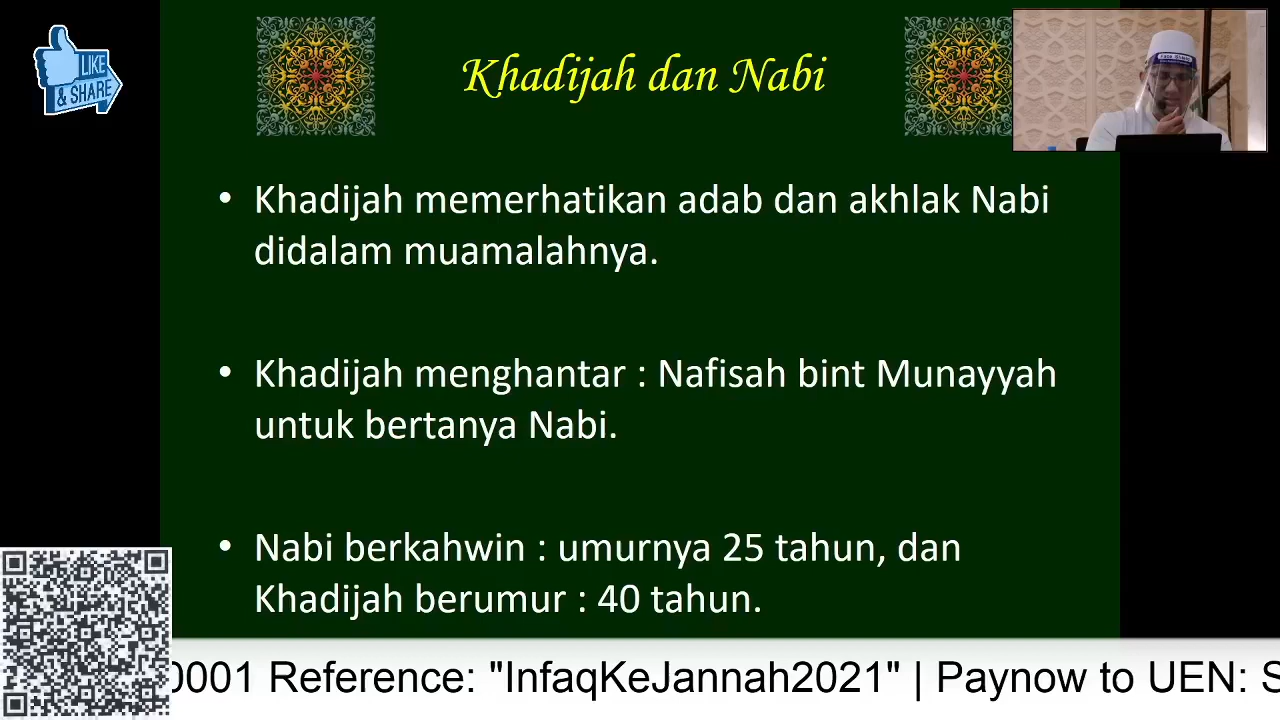 LIKE
& SHARE
Khadijah dan Nabi
• Khadijah memerhatikan adab dan akhlak Nabi
didalam muamalahnya.
• Khadijah menghantar : Nafisah bint Munayyah
untuk bertanya Nabi.
• Nabi berkahwin : umurnya 25 tahun, dan
Khadijah berumur : 40 tahun.
0001 Reference: "InfaqKeJannah2021" | Paynow to UEN: S